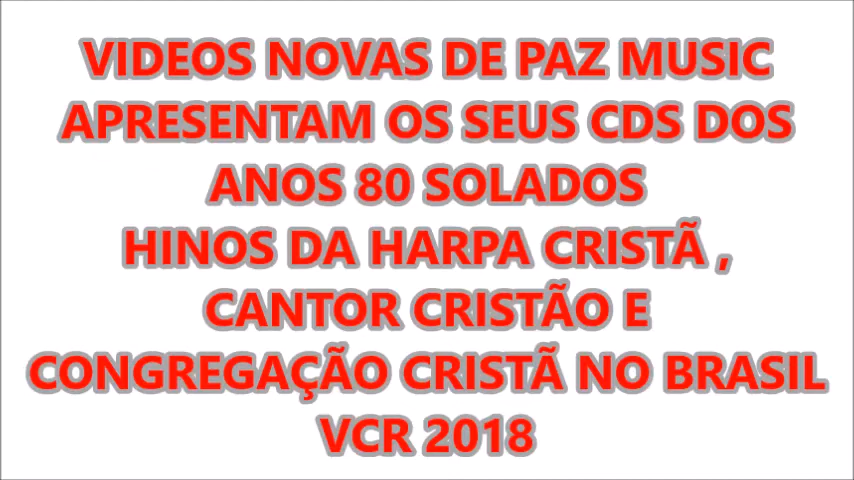 VIDEOS NOVAS DE PAZ MUSIC
APRESENTAM OS SEUS CDS DOS
ANOS 80 SOLADOS
HINOS DA HARPA CRISTÃ ,
CANTOR CRISTÃO E
CONGREGAÇÃO CRISTÃ NO BRASIL
VCR 2018